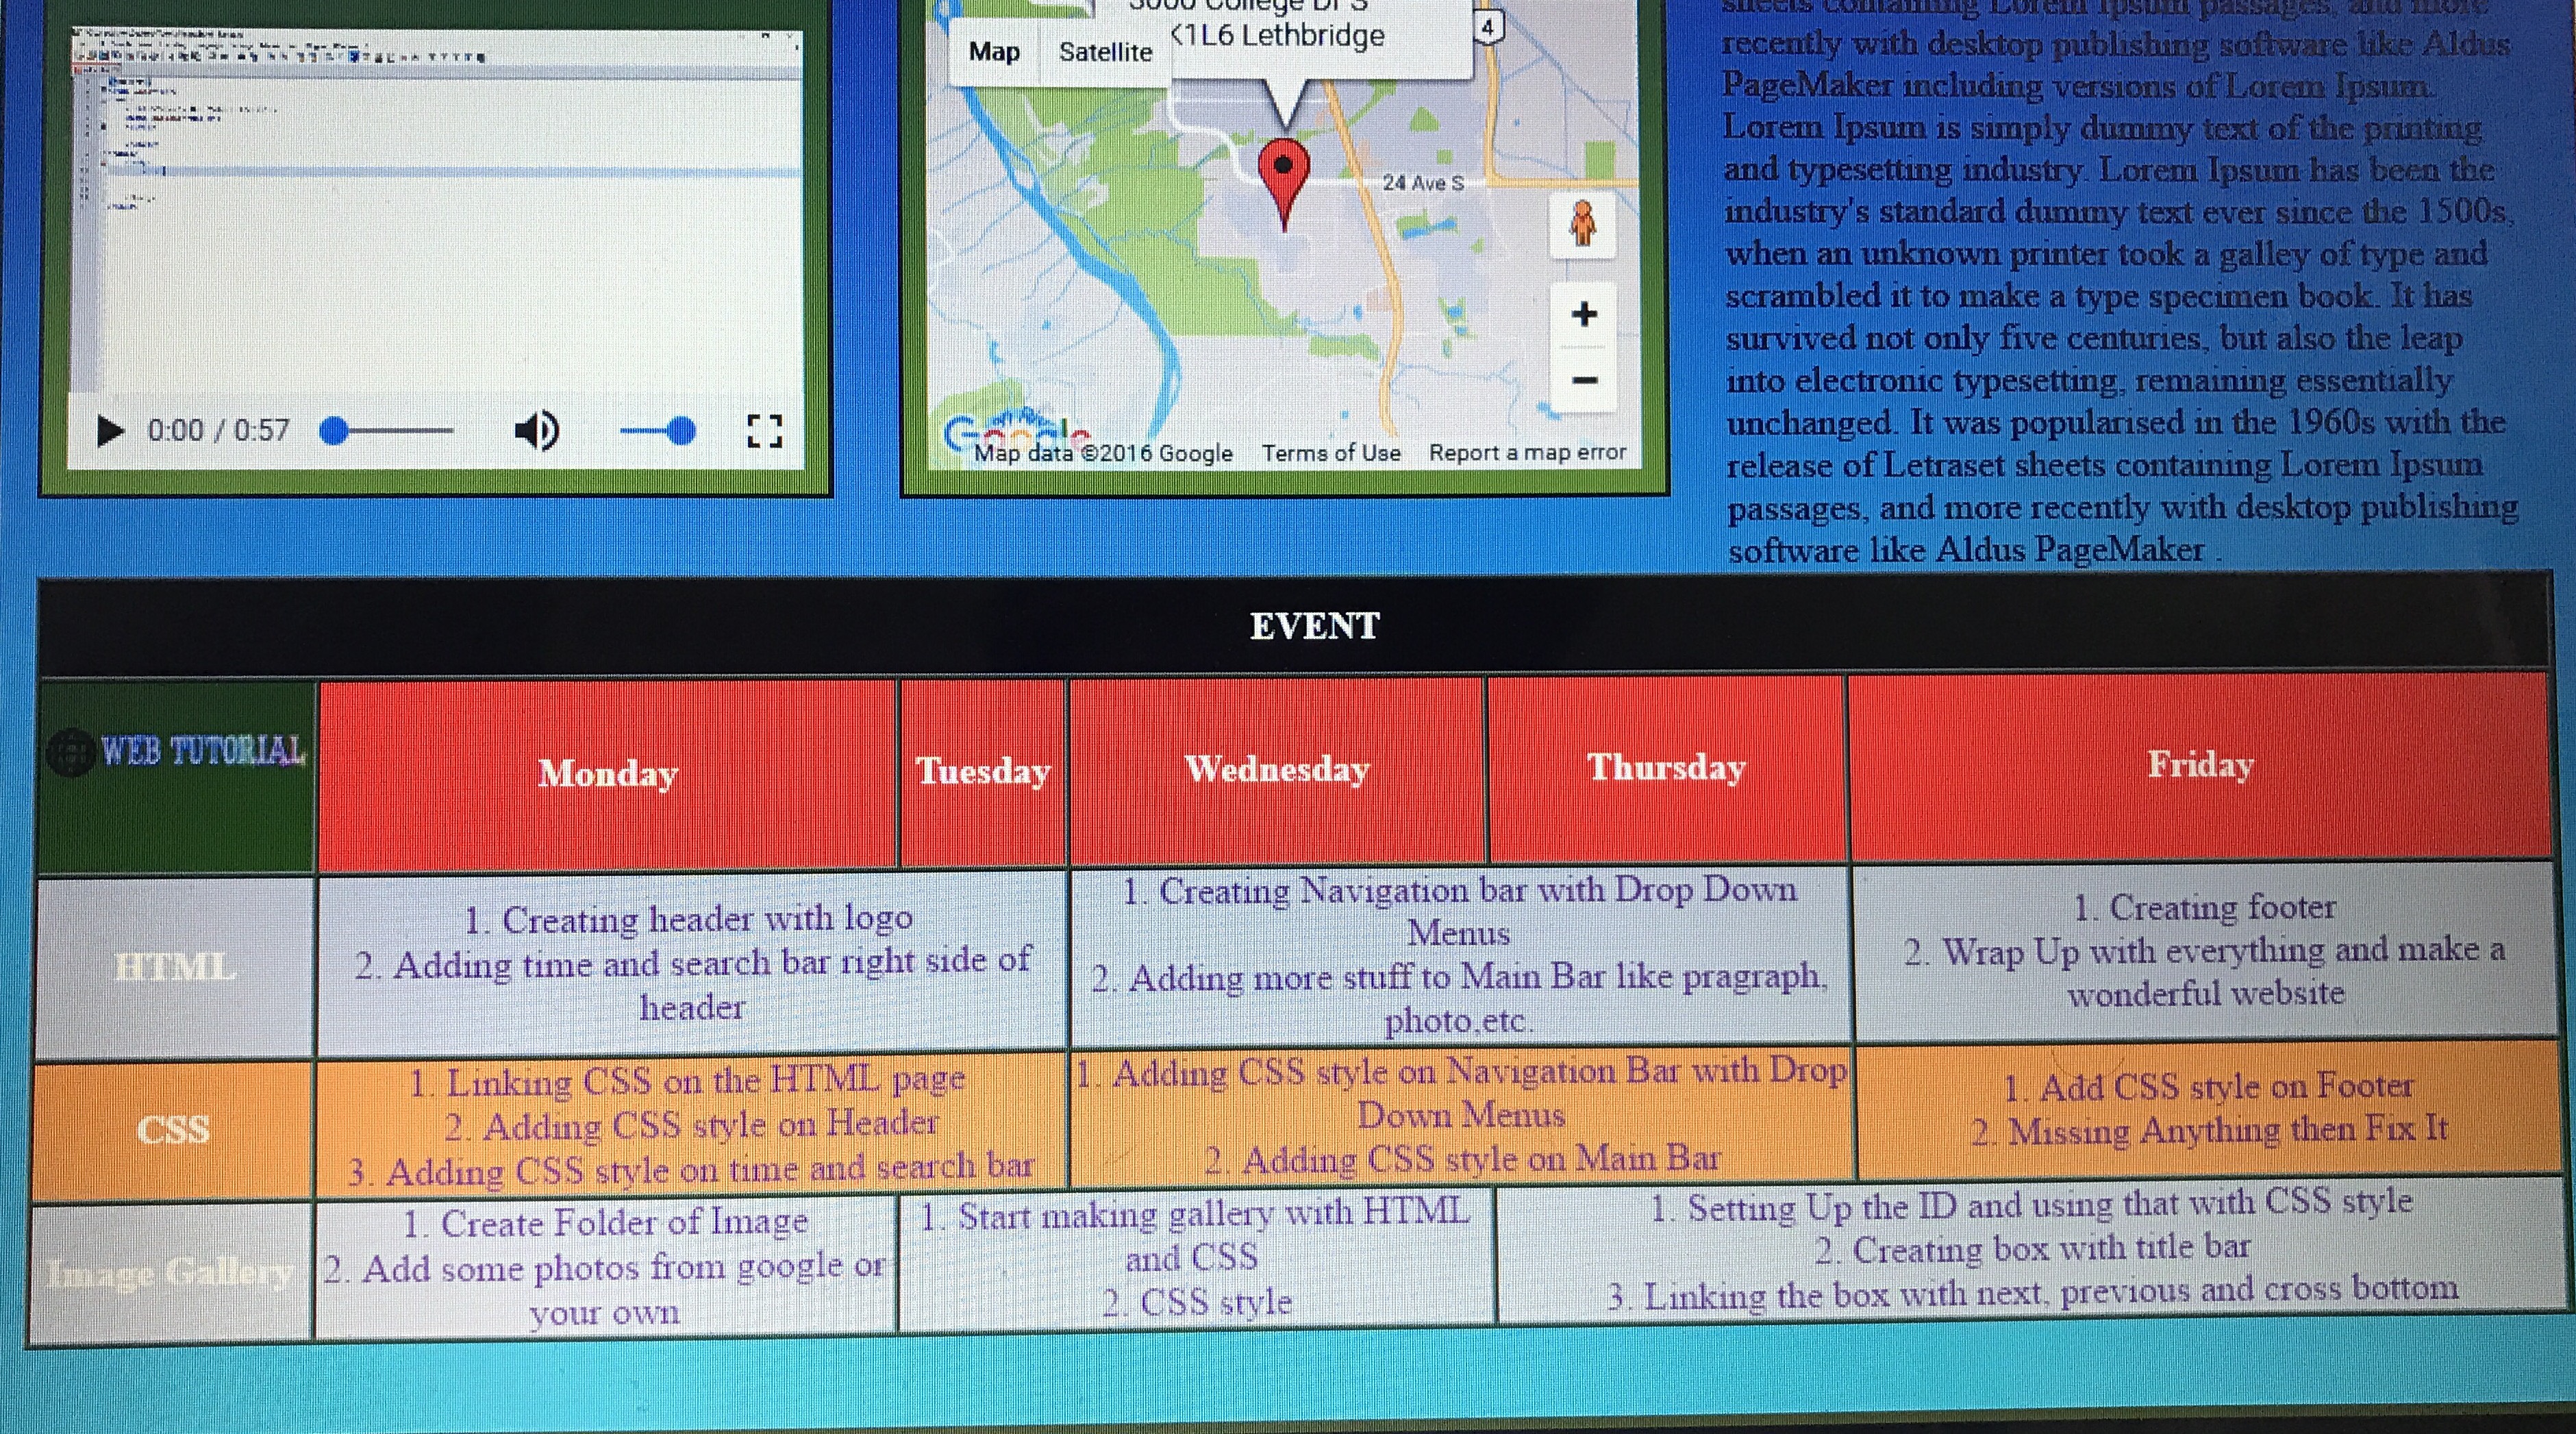 Map
Satellite
3000 College Dr S
K1L6 Lethbridge
4
24 Ave S
Google
Map data ©2016 Google
Terms of Use
Report a map error
0:00 / 0:57
sheets containing Lorem Ipsum passages, and more
recently with desktop publishing software like Aldus
PageMaker including versions of Lorem Ipsum.
Lorem Ipsum is simply dummy text of the printing
and typesetting industry. Lorem Ipsum has been the
industry's standard dummy text ever since the 1500s,
when an unknown printer took a galley of type and
scrambled it to make a type specimen book. It has
survived not only five centuries, but also the leap
into electronic typesetting, remaining essentially
unchanged. It was popularised in the 1960s with the
release of Letraset sheets containing Lorem Ipsum
passages, and more recently with desktop publishing
software like Aldus PageMaker .
EVENT
WEB TUTORIAL
Monday
Tuesday
Wednesday
Thursday
Friday
HTML
1. Creating header with logo
2. Adding time and search bar right side of
header
1. Creating Navigation bar with Drop Down
Menus
2. Adding more stuff to Main Bar like pragraph,
photo,etc.
1. Creating footer
2. Wrap Up with everything and make a
wonderful website
CSS
1. Linking CSS on the HTML page
2. Adding CSS style on Header
3. Adding CSS style on time and search bar
1. Adding CSS style on Navigation Bar with Drop
Down Menus
2. Adding CSS style on Main Bar
1. Add CSS style on Footer
2. Missing Anything then Fix It
Image Gallery
1. Create Folder of Image
2. Add some photos from google or
your own
1. Start making gallery with HTML
and CSS
2. CSS style
1. Setting Up the ID and using that with CSS style
2. Creating box with title bar
3. Linking the box with next, previous and cross bottom